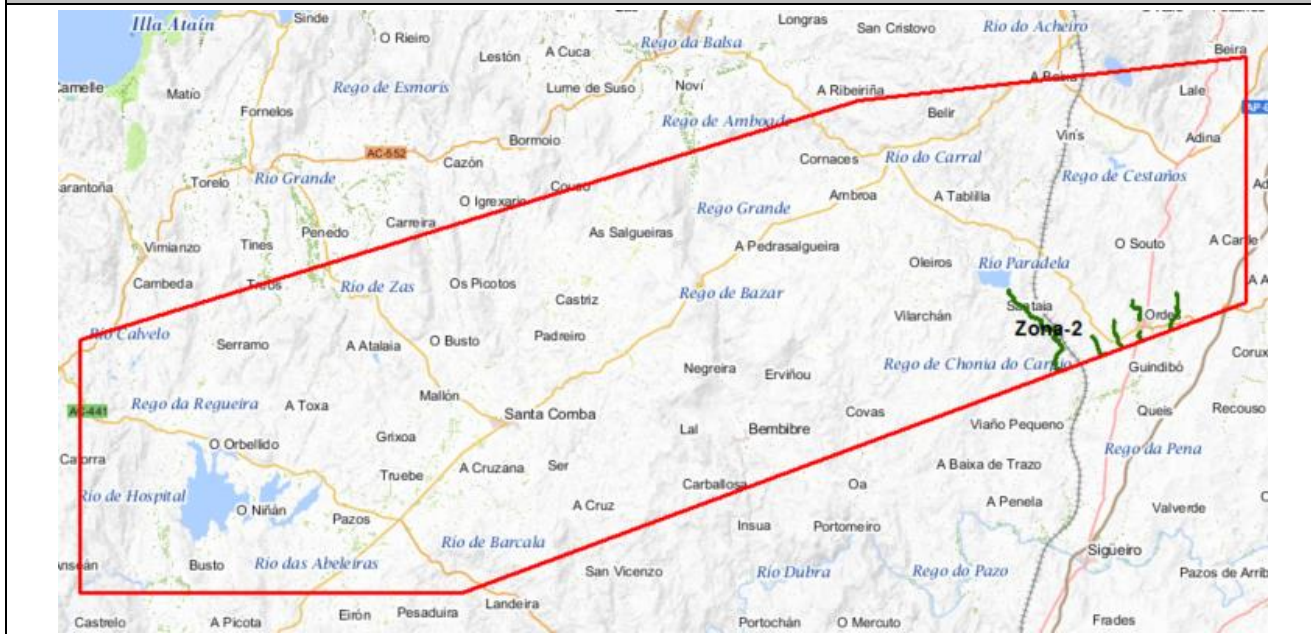 Illa Ataín
Sinde
Longras
San Cristovo
Río do Acheiro
O Rieiro
Lestón
A Cuca
Rego da Balsa
Beira
Camelle
Matío
Rego de Esmorís
Lume de Suso
Noví
A Ribeiriña
Lale
Fornelos
Rego de Amboade
Belir
AP-
Bormoio
Vin's
Adina
AC-552
Cazón
Cornaces
Río do Carral
Torelo
Río Grande
Rego de Cestaños
O Igrexario
Ambroa
A Tablilla
Carreira
Rego Grande
Penedo
As Salgueiras
Vimianzo
Tines
A Pedrasalgueira
O Souto
Cambeda
Río de Zas
Os Picotos
Oleiros
Río Paradela
Castriz
Rego de Bazar
Santaia
Vilarchán
Orde
Zona-2
Río Calvelo
Serramo
A Atalaia
O Busto
Padreiro
Negreira
Erviñou
Rego de Chonia do Carpio
Guindibó
Corux
Mallón
AC-441
Rego da Regueira
A Toxa
Santa Comba
Covas
Queis
Recouso
Lal
Bembibre
Viaño Pequeno
O Orbellido
Grixoa
Rego da Pena
Truebe
A Cruzana
Ser
A Baixa de Trazo
Carballosa
Oa
Río de Hospital
O Niñán
Pazos
A Cruz
A Penela
Valverde
Insua
Portomeiro
Río de Barcala
Sigüeiro
Busto
Río das Abeleiras
San Vicenzo
Río Dubra
Rego do Pazo
Pazos de Arrib
Landeira
Castrelo
A Picota
Eirón
Pesaduira
Portochán
O Mercuto
Frades